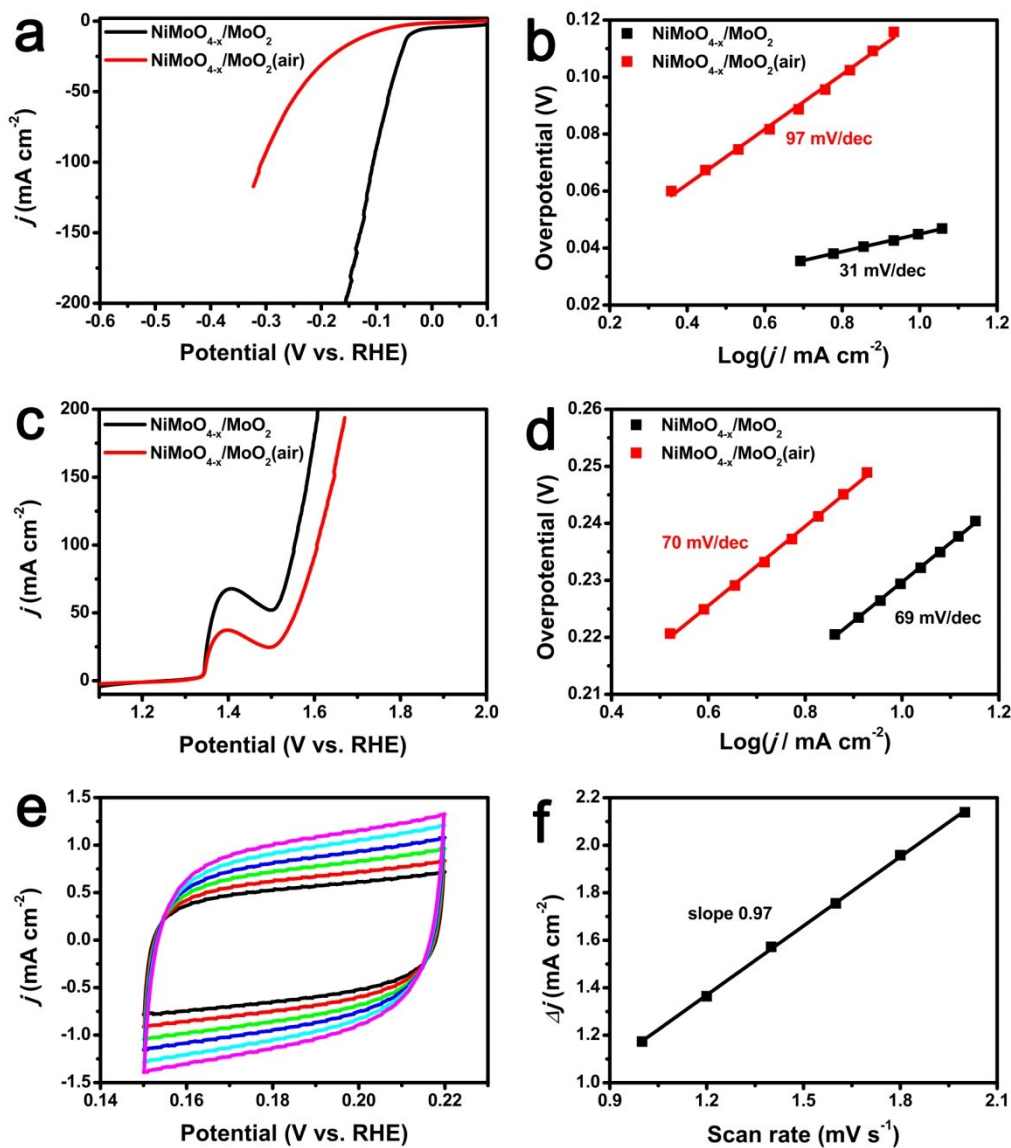 a
NiMoO4-x/MoO2
NiMoO4-x/MoO2(air)
0
-50
-100
-150
-200
-0.6 -0.5 -0.4 -0.3 -0.2 -0.1 0.0 0.1
j (mA cm-2)
Potential (V vs. RHE)
b
NiMoO4-x/MoO2
NiMoO4-x/MoO2(air)
97 mV/dec
31 mV/dec
0.12
0.10
0.08
0.06
0.04
0.02
0.2 0.4 0.6 0.8 1.0 1.2
Overpotential (V)
Log(j / mA cm-2)
c
NiMoO4-x/MoO2
NiMoO4-x/MoO2(air)
200
150
100
50
0
1.2 1.4 1.6 1.8 2.0
j (mA cm-2)
Potential (V vs. RHE)
d
NiMoO4-x/MoO2
NiMoO4-x/MoO2(air)
70 mV/dec
69 mV/dec
0.26
0.25
0.24
0.23
0.22
0.21
0.4 0.6 0.8 1.0 1.2
Overpotential (V)
Log(j / mA cm-2)
e
1.5
1.0
0.5
0.0
-0.5
-1.0
-1.5
0.14 0.16 0.18 0.20 0.22
j (mA cm-2)
Potential (V vs. RHE)
f
slope 0.97
2.4
2.2
2.0
1.8
1.6
1.4
1.2
1.0
0.9 1.2 1.5 1.8 2.1
Δj (mA cm-2)
Scan rate (mV s-1)